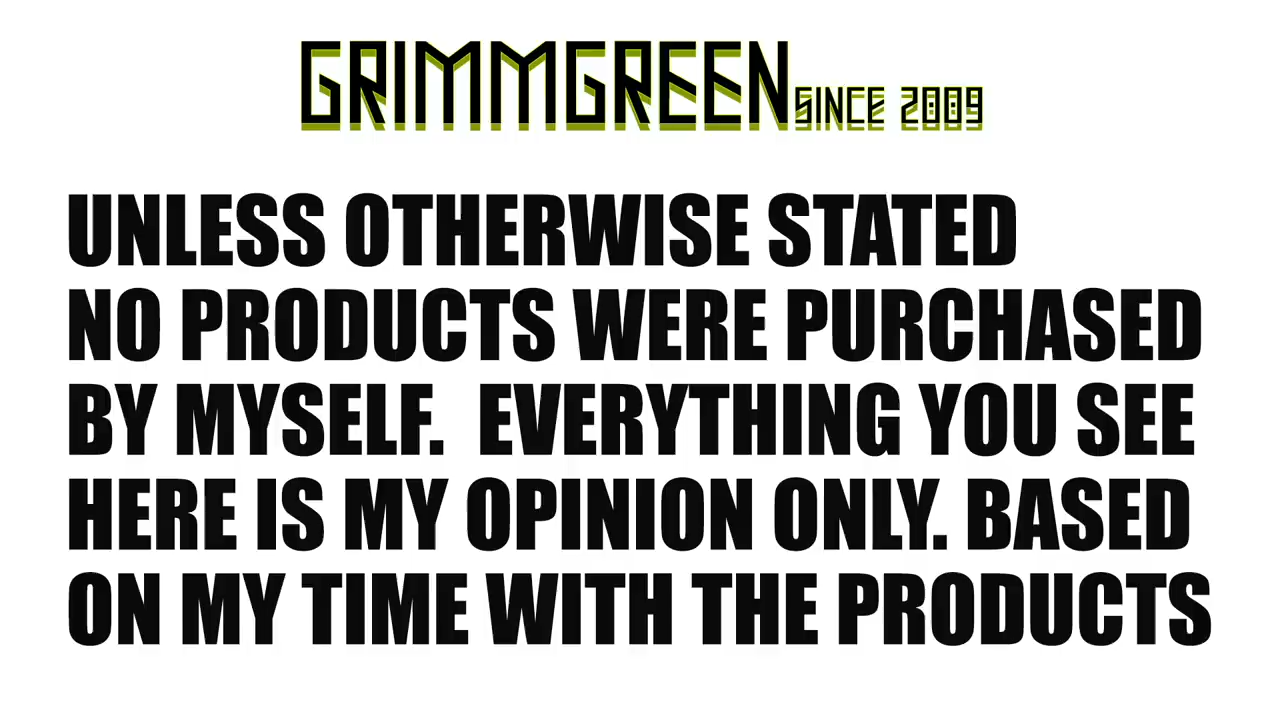 GRIMMGREEN SINCE 2009
UNLESS OTHERWISE STATED
NO PRODUCTS WERE PURCHASED
BY MYSELF. EVERYTHING YOU SEE
HERE IS MY OPINION ONLY. BASED
ON MY TIME WITH THE PRODUCTS